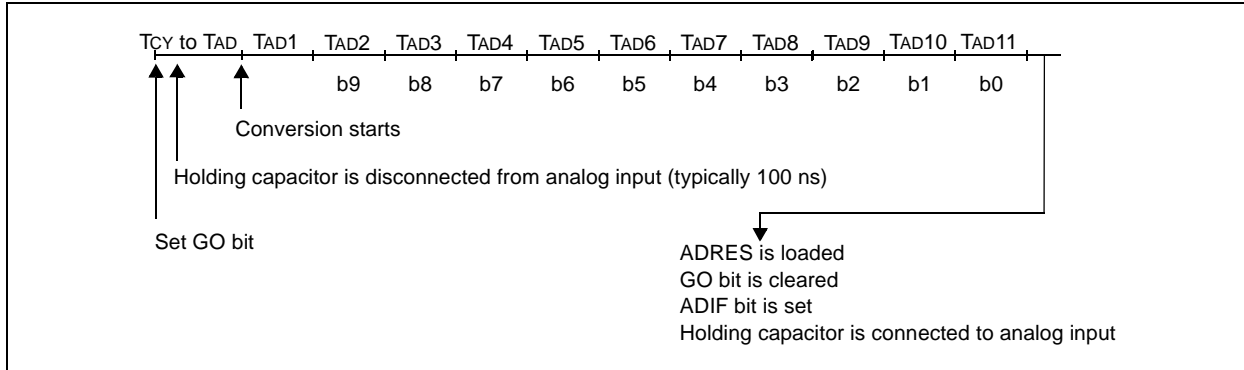 TCY to TAD TAD1 TAD2 TAD3 TAD4 TAD5 TAD6 TAD7 TAD8 TAD9 TAD10 TAD11
b9 b8 b7 b6 b5 b4 b3 b2 b1 b0
Conversion starts
Holding capacitor is disconnected from analog input (typically 100 ns)
Set GO bit
ADRES is loaded
GO bit is cleared
ADIF bit is set
Holding capacitor is connected to analog input